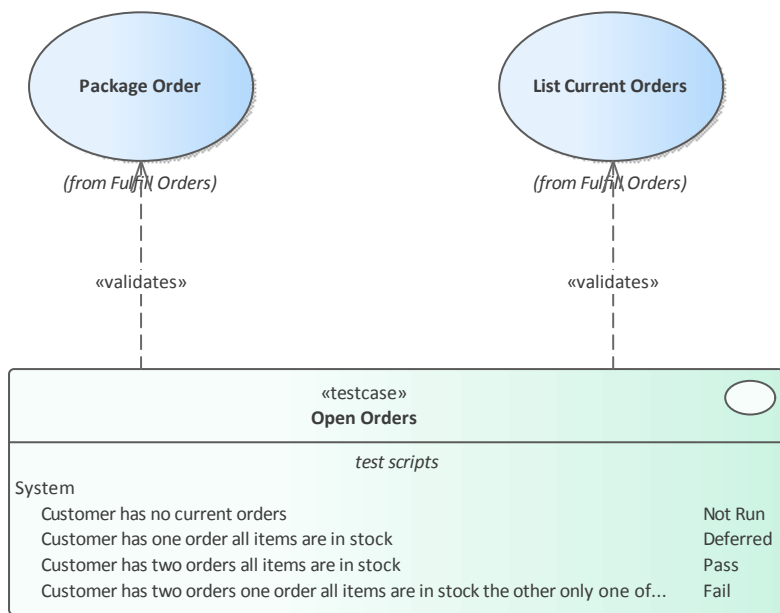 Package Order
List Current Orders
(from Fulfill Orders)
(from Fulfill Orders)
«validates»
«validates»
«testcase»
Open Orders
test scripts
System
Customer has no current orders Not Run
Customer has one order all items are in stock Deferred
Customer has two orders all items are in stock Pass
Customer has two orders one order all items are in stock the other only one of... Fail